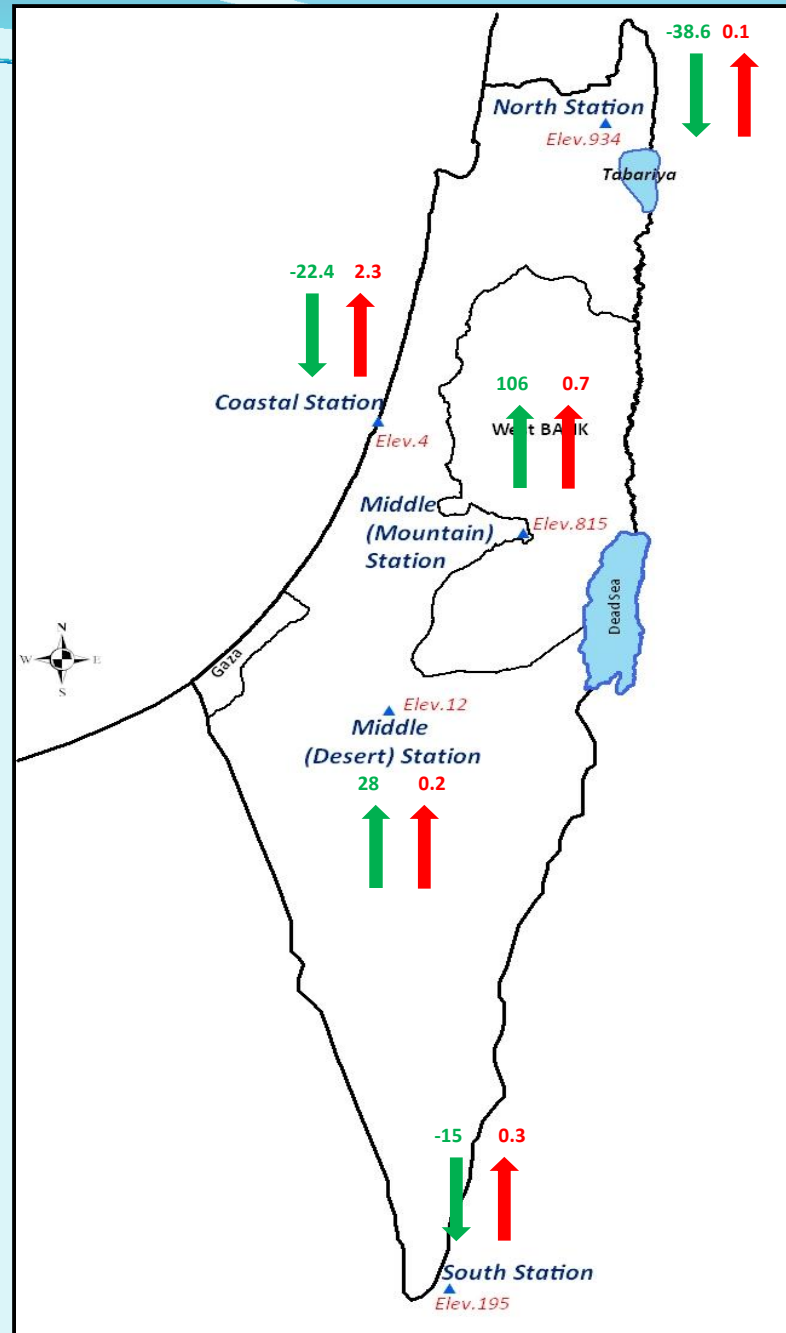 -38.6 0.1
North Station
Elev.934
Tabariya
-22.4 2.3
Coastal Station
Elev.4
106 0.7
West BANK
Middle
(Mountain)
Station
Elev.815
Dead Sea
N
W E
S
Gaza
Elev.12
Middle
(Desert) Station
28 0.2
-15 0.3
South Station
Elev.195